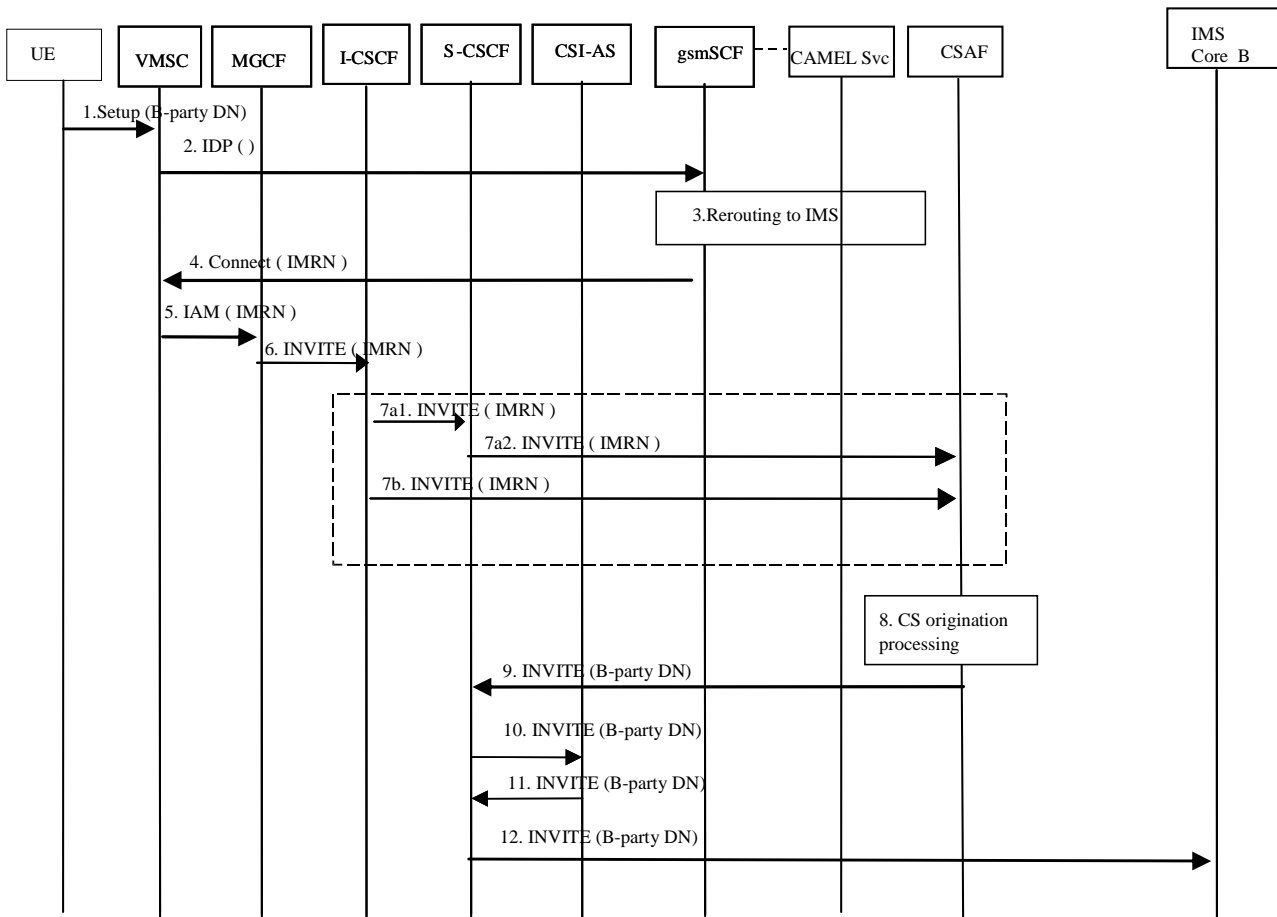 UE
VMSC
MGCF
I-CSCF
S-CSCF
CSI-AS
gsmSCF
CAMEL Svc
CSAF
IMS
Core B
1.Setup (B-party DN)
2. IDP ( )
3.Rerouting to IMS
4. Connect ( IMRN )
5. IAM ( IMRN )
6. INVITE ( IMRN )
7a1. INVITE ( IMRN )
7a2. INVITE ( IMRN )
7b. INVITE ( IMRN )
8. CS origination
processing
9. INVITE (B-party DN)
10. INVITE (B-party DN)
11. INVITE (B-party DN)
12. INVITE (B-party DN)